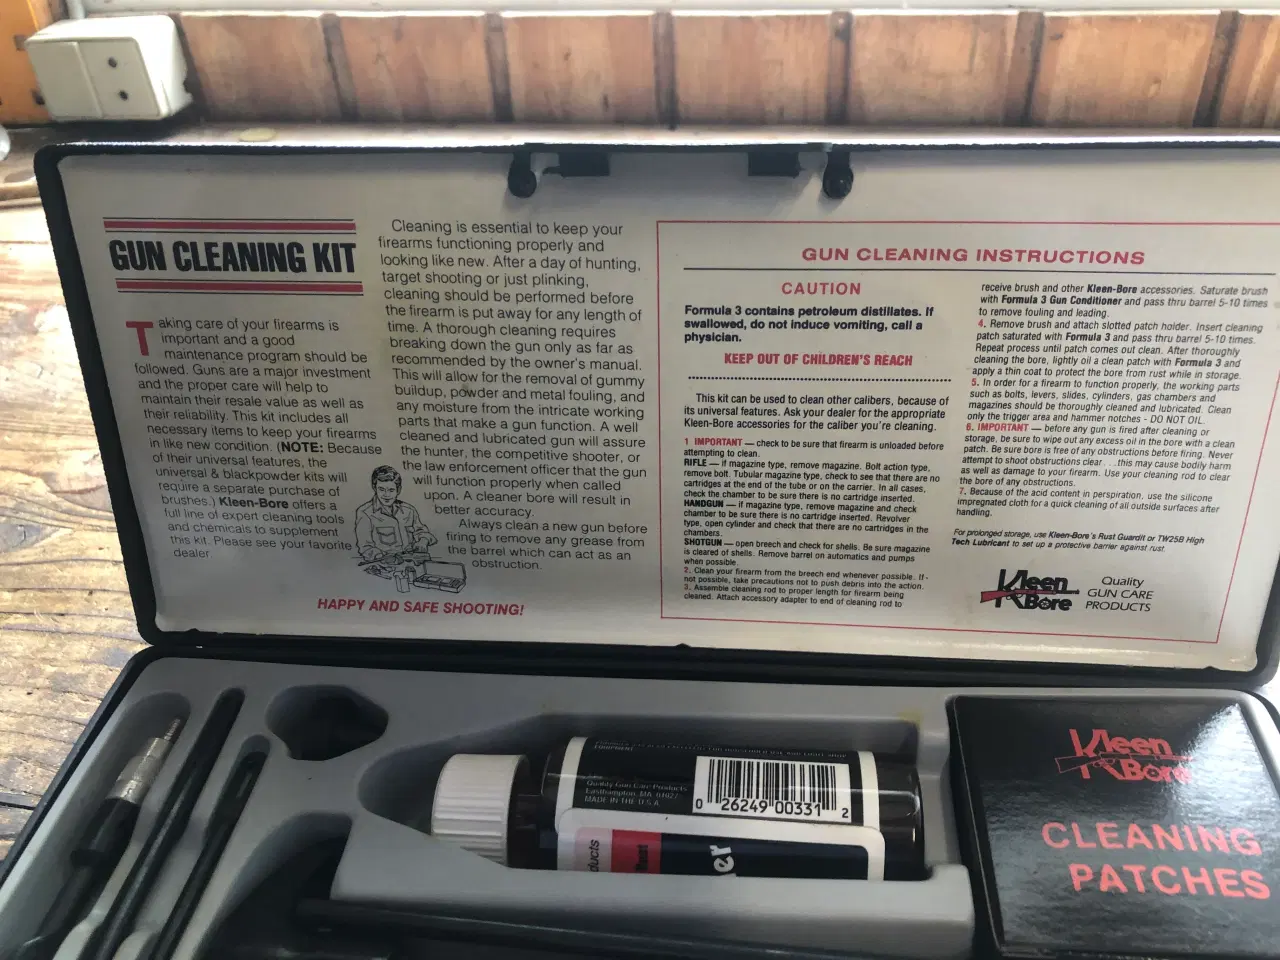 GUN CLEANING KIT
Taking care of your firearms is
important and a good
maintenance program should be
followed. Guns are a major investment
and the proper care will help to
maintain their resale value as well as
their reliability. This kit includes all
necessary items to keep your firearms
in like new condition. (NOTE: Because
of their universal features, the
universal & blackpowder kits will
require a separate purchase of
brushes.) Kleen-Bore offers a
full line of expert cleaning tools
and chemicals to supplement
this kit. Please see your favorite
dealer.
Cleaning is essential to keep your
firearms functioning properly and
looking like new. After a day of hunting,
target shooting or just plinking,
cleaning should be performed before
the firearm is put away for any length of
time. A thorough cleaning requires
breaking down the gun only as far as
recommended by the owner's manual.
This will allow for the removal of gummy
buildup, powder and metal fouling, and
any moisture from the intricate working
parts that make a gun function. A well
cleaned and lubricated gun will assure
the hunter, the competitive shooter, or
the law enforcement officer that the gun
will function properly when called
upon. A cleaner bore will result in
better accuracy.
Always clean a new gun before
firing to remove any grease from
the barrel which can act as an
obstruction.
HAPPY AND SAFE SHOOTING!
GUN CLEANING INSTRUCTIONS
CAUTION
Formula 3 contains petroleum distillates. If
swallowed, do not induce vomiting, call a
physician.
KEEP OUT OF CHILDREN'S REACH
This kit can be used to clean other calibers, because of
its universal features. Ask your dealer for the appropriate
Kleen-Bore accessories for the caliber you're cleaning.
1 IMPORTANT — check to be sure that firearm is unloaded before
attempting to clean.
RIFLE — if magazine type, remove magazine. Bolt action type,
remove bolt. Tubular magazine type, check to see that there are no
cartridges at the end of the tube or on the carrier. In all cases,
check the chamber to be sure there is no cartridge inserted.
HANDGUN — if magazine type, remove magazine and check
chamber to be sure there is no cartridge inserted. Revolver
type, open cylinder and check that there are no cartridges in the
chambers.
SHOTGUN — open breech and check for shells. Be sure magazine
is cleared of shells. Remove barrel on automatics and pumps
when possible.
2. Clean your firearm from the breech end whenever possible. If
not possible, take precautions not to push debris into the action.
3. Assemble cleaning rod to proper length for firearm being
cleaned. Attach accessory adapter to end of cleaning rod to
receive brush and other Kleen-Bore accessories. Saturate brush
with Formula 3 Gun Conditioner and pass thru barrel 5-10 times
to remove fouling and leading.
4. Remove brush and attach slotted patch holder. Insert cleaning
patch saturated with Formula 3 and pass thru barrel 5-10 times.
Repeat process until patch comes out clean. After thoroughly
cleaning the bore, lightly oil a clean patch with Formula 3 and
apply a thin coat to protect the bore from rust while in storage.
5. In order for a firearm to function properly, the working parts
such as bolts, levers, slides, cylinders, gas chambers and
magazines should be thoroughly cleaned and lubricated. Clean
only the trigger area and hammer notches - DO NOT OIL.
6. IMPORTANT — before any gun is fired after cleaning or
storage, be sure to wipe out any excess oil in the bore with a clean
patch. Be sure bore is free of any obstructions before firing. Never
attempt to shoot obstructions clear . . . this may cause bodily harm
as well as damage to your firearm. Use your cleaning rod to clear
the bore of any obstructions.
7. Because of the acid content in perspiration, use the silicone
impregnated cloth for a quick cleaning of all outside surfaces after
handling.
For prolonged storage, use Kleen-Bore's Rust Guardit or TW25B High
Tech Lubricant to set up a protective barrier against rust.
Kleen Bore
Quality
GUN CARE
PRODUCTS
Quality Gun Care Products
Easthampton, MA 01027
MADE IN THE U.S.A.
0 26249 00331 2
ducts
er
Kleen
Bore
CLEANING
PATCHES